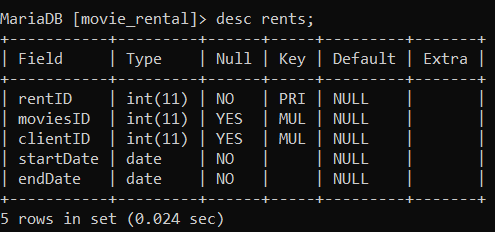 MariaDB [movie_rental]> desc rents;
+-----------+---------+------+-----+---------+-------+
| Field     | Type    | Null | Key | Default | Extra |
+-----------+---------+------+-----+---------+-------+
| rentID    | int(11) | NO   | PRI | NULL    |       |
| moviesID  | int(11) | YES  | MUL | NULL    |       |
| clientID  | int(11) | YES  | MUL | NULL    |       |
| startDate | date    | NO   |     | NULL    |       |
| endDate   | date    | NO   |     | NULL    |       |
+-----------+---------+------+-----+---------+-------+
5 rows in set (0.024 sec)